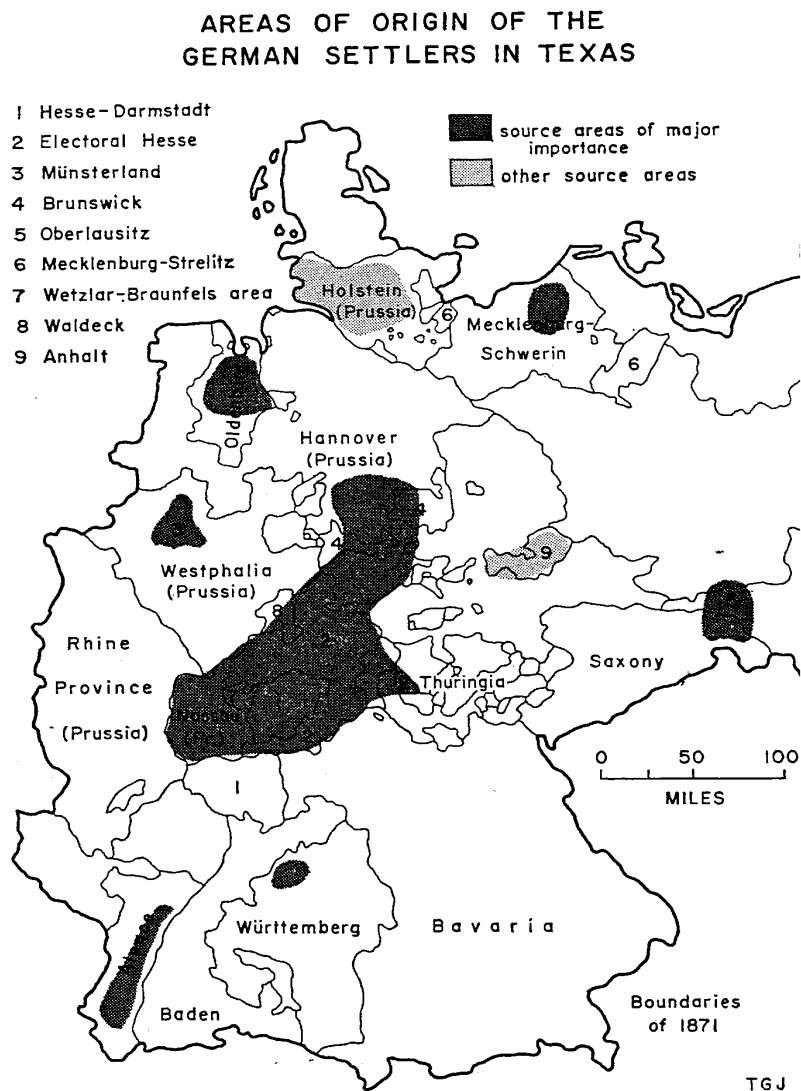 AREAS OF ORIGIN OF THE
GERMAN SETTLERS IN TEXAS
1 Hesse-Darmstadt
2 Electoral Hesse
3 Münsterland
4 Brunswick
5 Oberlausitz
6 Mecklenburg-Strelitz
7 Wetzlar-Braunfels area
8 Waldeck
9 Anhalt
source areas of major
importance
other source areas
Holstein
(Prussia)
6
Mecklenburg-
Schwerin
6
Hannover
(Prussia)
4
3
4
9
Westphalia
(Prussia)
8
Rhine
Province
(Prussia)
Thuringia
Saxony
Nassau
1
0 50 100
MILES
Württemberg
Bavaria
Baden
Boundaries
of 1871
TGJ